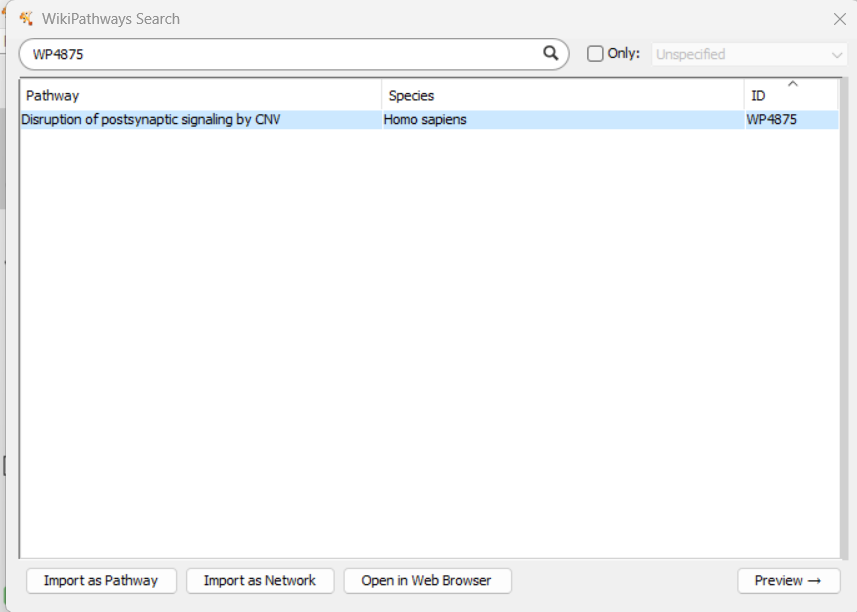 WikiPathways Search
WP4875
Only:
Unspecified
Pathway Species ID
Disruption of postsynaptic signaling by CNV Homo sapiens WP4875
Import as Pathway Import as Network Open in Web Browser Preview →